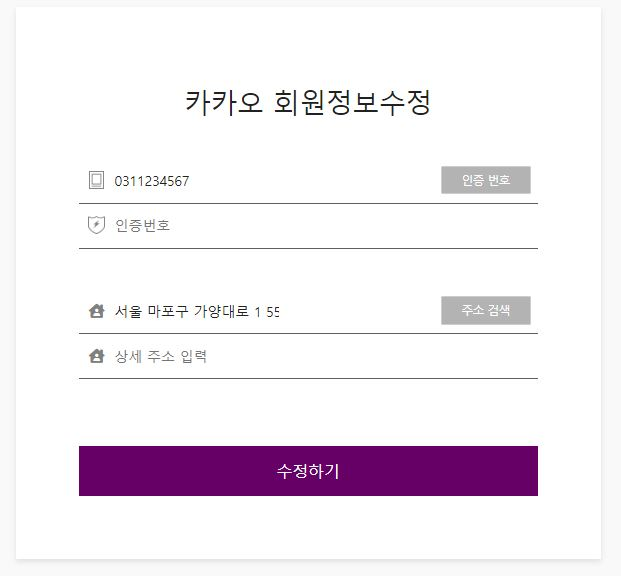 카카오 회원정보수정
0311234567 인증 번호
인증번호
서울 마포구 가양대로 1 55 주소 검색
상세 주소 입력
수정하기